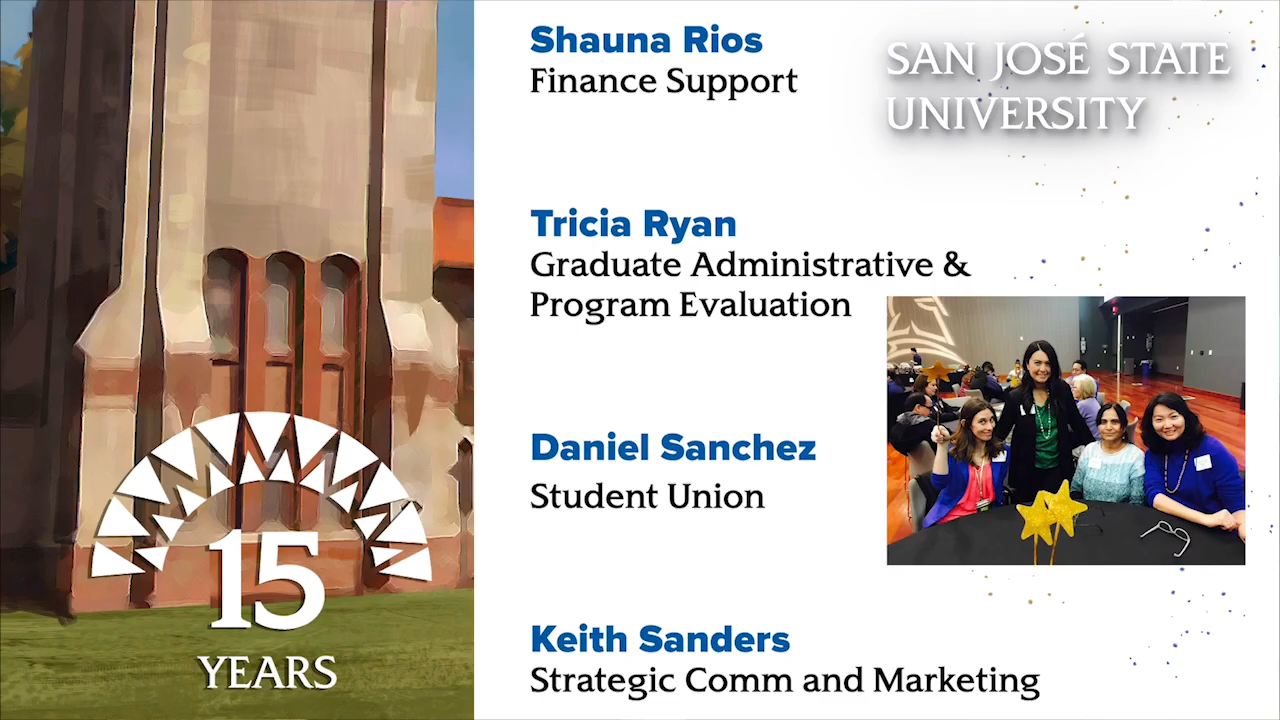 Shauna Rios
Finance Support
SAN JOSÉ STATE
UNIVERSITY
Tricia Ryan
Graduate Administrative &
Program Evaluation
Daniel Sanchez
Student Union
Keith Sanders
Strategic Comm and Marketing
15
YEARS